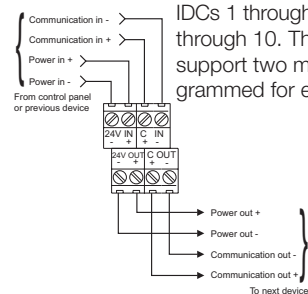 Communication in -
Communication in +
Power in +
Power in -
From control panel
or previous device
IDCs 1 through
through 10. Th
support two m
grammed for e
24V IN C IN
- + + -
24V OUT C OUT
- + + -
Power out +
Power out -
Communication out -
Communication out +
To next device